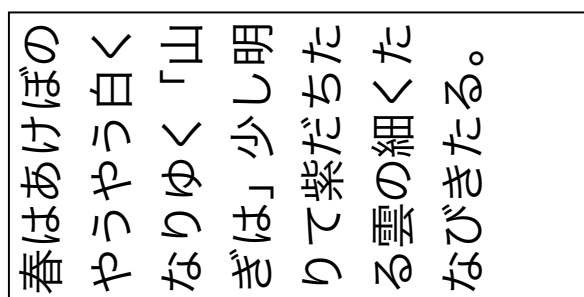 春はあけぼの
やうやう白く
なりゆく「山
ぎは」少し明
りて紫だちた
る雲の細くた
なびきたる。